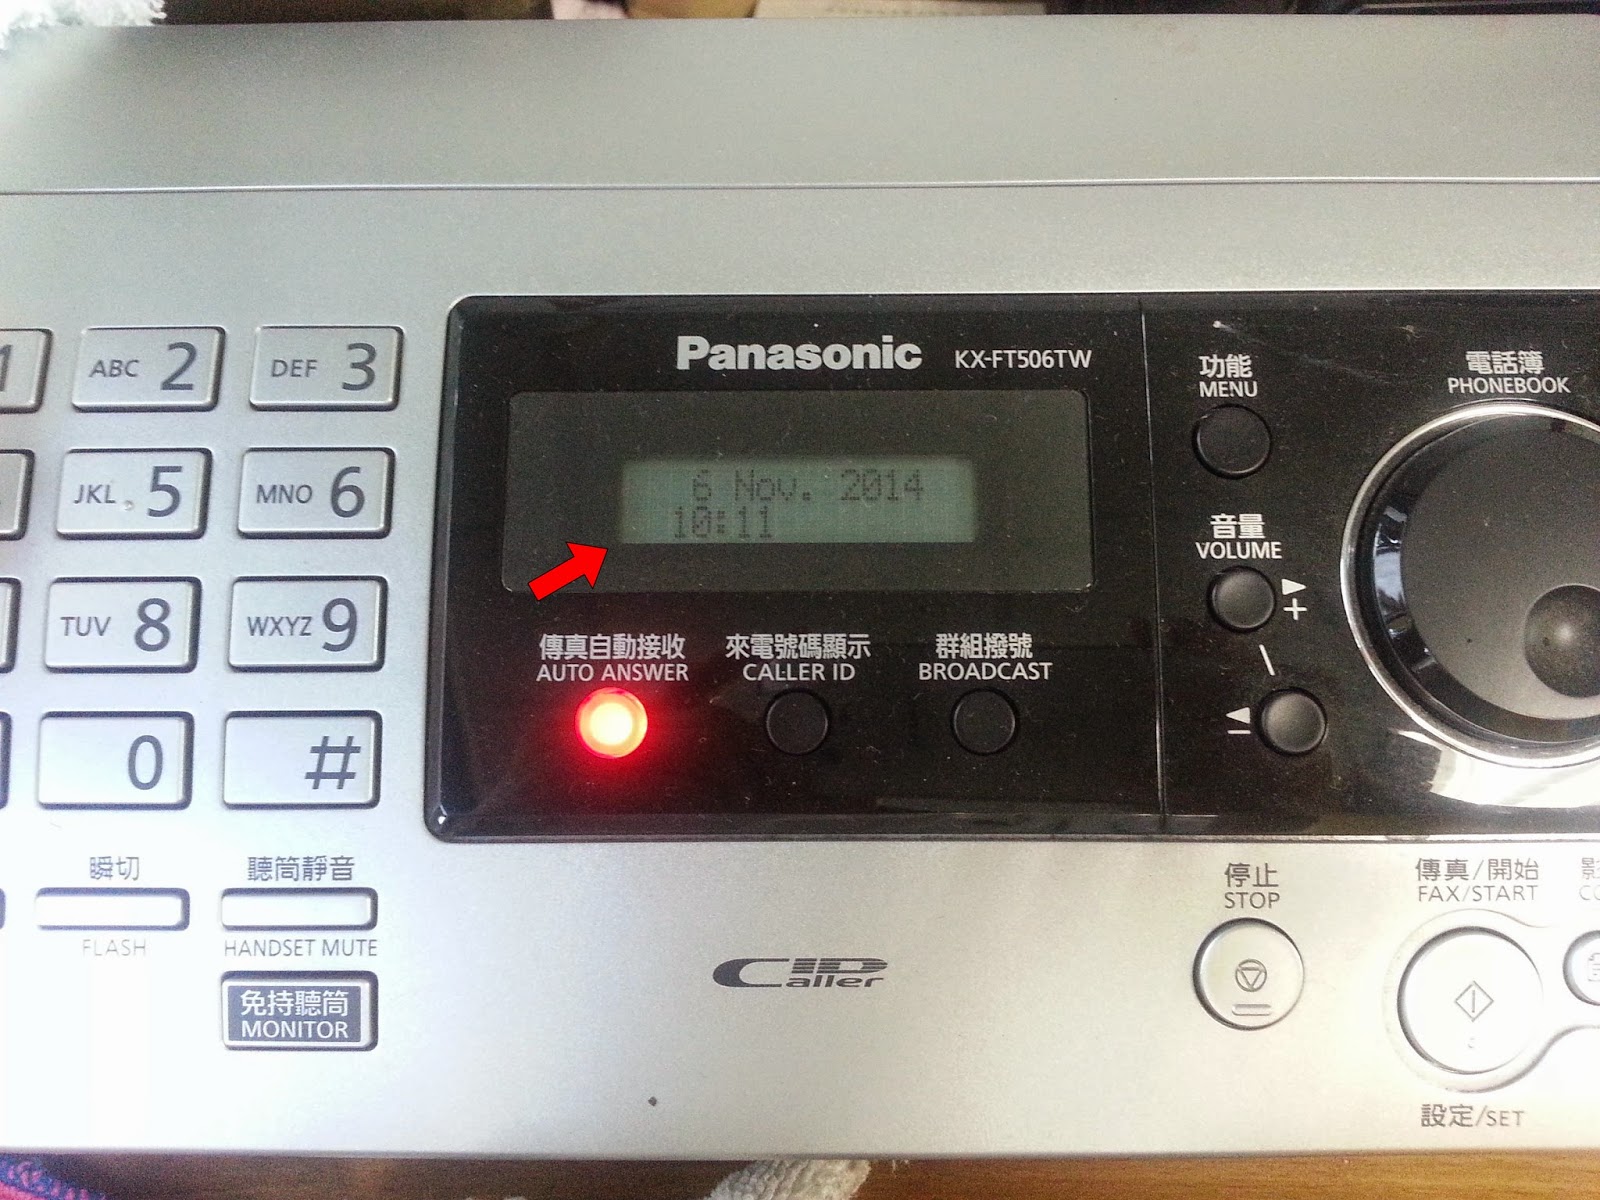 Panasonic KX-FT506TW
6 Nov. 2014
10:11
傳真自動接收
AUTO ANSWER
來電號碼顯示
CALLER ID
群組撥號
BROADCAST
功能
MENU
電話簿
PHONEBOOK
音量
VOLUME
+
−
1
ABC 2
DEF 3
JKL 5
MNO 6
TUV 8
WXYZ 9
0
#
瞬切
FLASH
聽筒靜音
HANDSET MUTE
免持聽筒
MONITOR
Caller ID
停止
STOP
傳真/開始
FAX/START
設定/SET